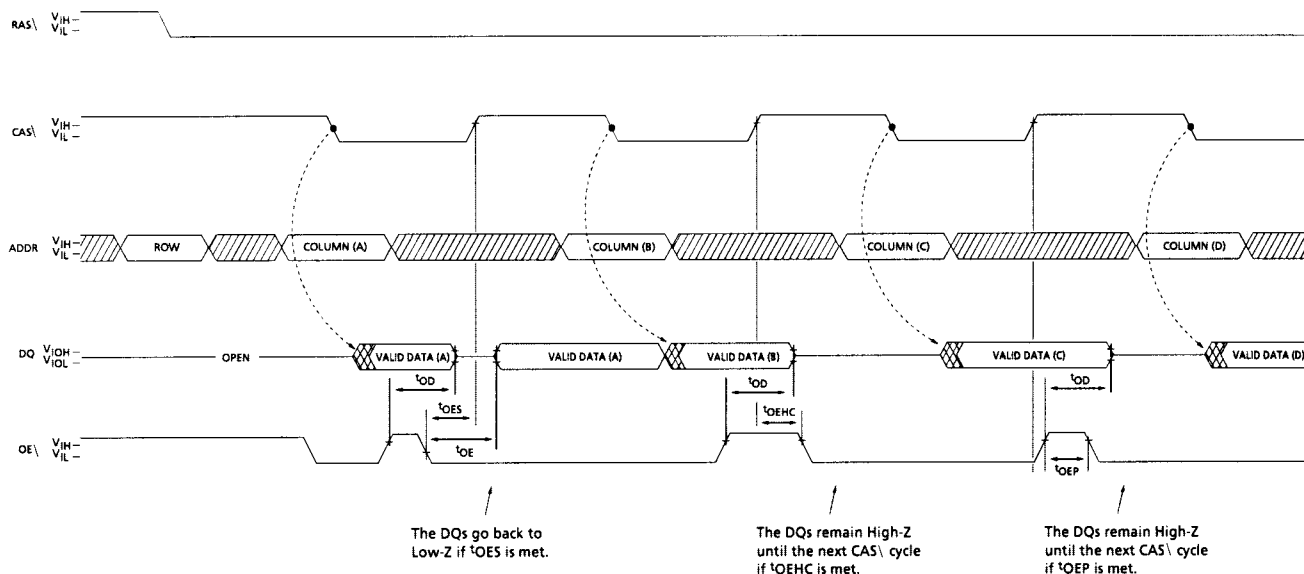 RAS\ VIH
VIL
CAS\ VIH
VIL
ADDR VIH
VIL
ROW COLUMN (A) COLUMN (B) COLUMN (C) COLUMN (D)
DQ VIOH
VIOL
OPEN VALID DATA (A) VALID DATA (A) VALID DATA (B) VALID DATA (C) VALID DATA (D)
tOD tOD tOD
tOES tOEHC
tOE
OE\ VIH
VIL
tOEP
The DQs go back to
Low-Z if tOES is met.
The DQs remain High-Z
until the next CAS\ cycle
if tOEHC is met.
The DQs remain High-Z
until the next CAS\ cycle
if tOEP is met.